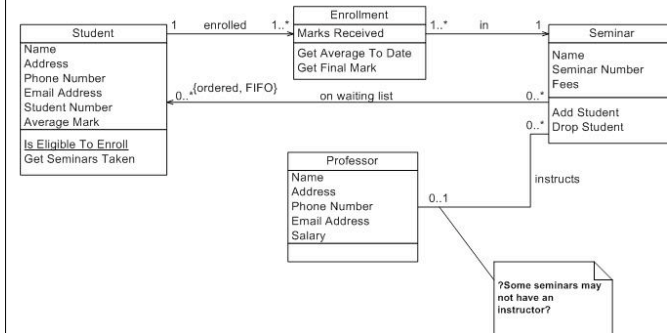 Student
Name
Address
Phone Number
Email Address
Student Number
Average Mark
Is Eligible To Enroll
Get Seminars Taken
1 enrolled 1..*
Enrollment
Marks Received
Get Average To Date
Get Final Mark
1..* in 1
Seminar
Name
Seminar Number
Fees
Add Student
Drop Student
0..* {ordered, FIFO} on waiting list 0..*
0..*
instructs
0..1
Professor
Name
Address
Phone Number
Email Address
Salary
?Some seminars may
not have an
instructor?